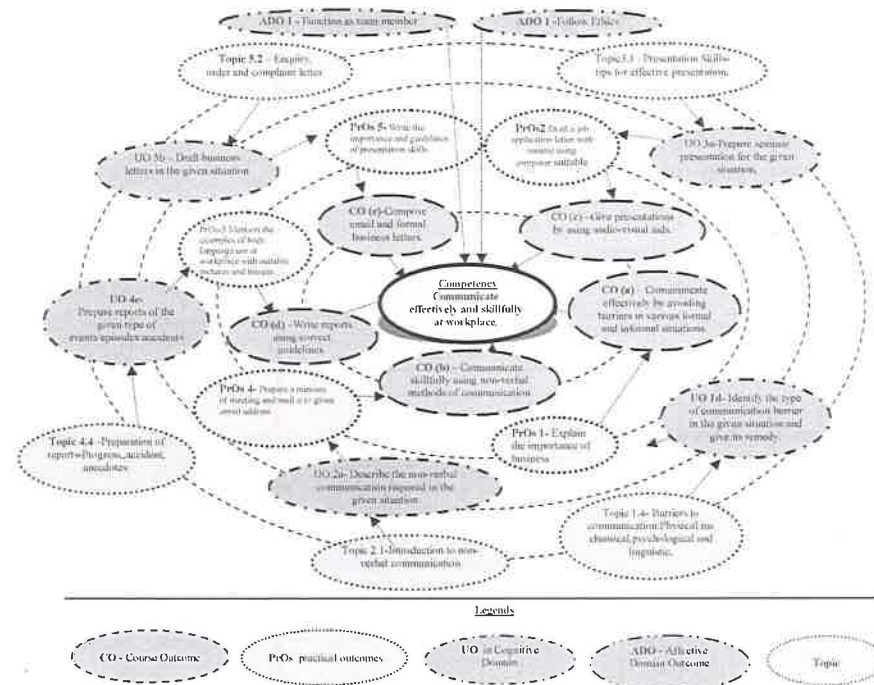 ADO 1 - Function as team member
ADO 1 -Follow Ethics
Topic 5.2 - Enquiry,
order and complaint letter
Topic5.1 - Presentation Skills-
tips for effective presentation.
PrOs 5- Write the
importance and guidelines
of presentation skills.
PrOs2
a job
application letter with
resume using
computer suitable
UO 5b - Draft business
letters in the given situation
UO 5a-Prepare seminar
presentation for the given
situation.
CO (e)-Compose
email and formal
business letters.
CO (c) - Give presentations
by using audio-visual aids.
PrOs-3 Mention the
examples of body
language use at
workplace with suitable
pictures and images
Competency
Communicate
effectively and skillfully
at workplace.
CO (a) - Communicate
effectively by avoiding
barriers in various formal
and informal situations.
UO 4c-
Prepare reports of the
given type of
events/episodes/accidents
CO (d) - Write reports
using correct
guidelines.
CO (b) - Communicate
skillfully using non-verbal
methods of communication
PrOs 4- Prepare a minutes
of meeting and mail it to given
email address
UO 1d- Identify the type
of communication barrier
in the given situation and
give its remedy.
PrOs 1- Explain
the importance of
business
Topic 4.4 -Preparation of
reports-Progress, accident,
anecdotes
UO 2a- Describe the non-verbal
communication required in the
given situation.
Topic 1.4- Barriers to
communication:Physical
chemical,psychological and
linguistic.
Topic 2.1-Introduction to non-
verbal communication
Legends
CO - Course Outcome
PrOs practical outcomes
UO in Cognitive
Domain
ADO - Affective
Domain Outcome
Topic